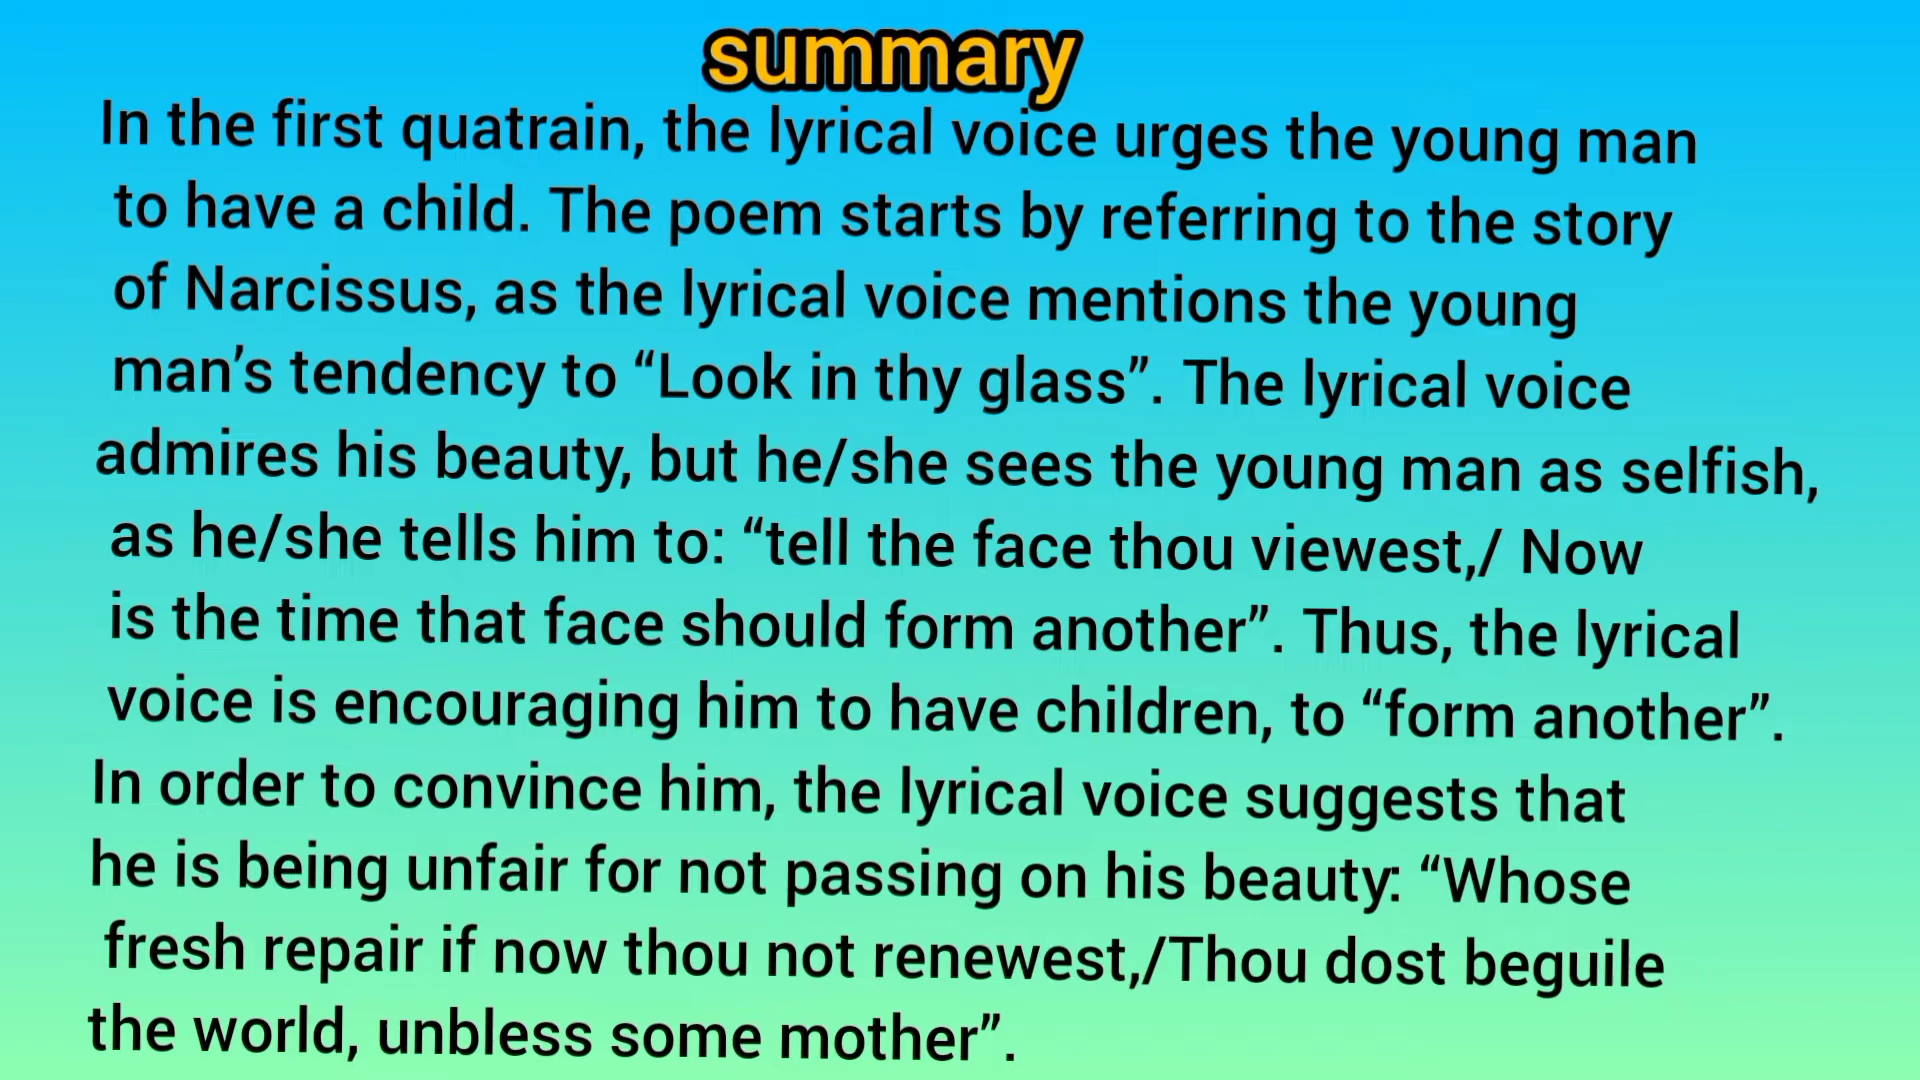 summary
In the first quatrain, the lyrical voice urges the young man
to have a child. The poem starts by referring to the story
of Narcissus, as the lyrical voice mentions the young
man’s tendency to “Look in thy glass”. The lyrical voice
admires his beauty, but he/she sees the young man as selfish,
as he/she tells him to: “tell the face thou viewest,/ Now
is the time that face should form another”. Thus, the lyrical
voice is encouraging him to have children, to “form another”.
In order to convince him, the lyrical voice suggests that
he is being unfair for not passing on his beauty: “Whose
fresh repair if now thou not renewest,/Thou dost beguile
the world, unbless some mother”.